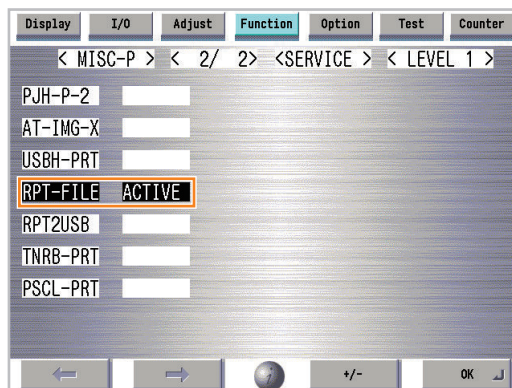 Display I/O Adjust Function Option Test Counter
< MISC-P > < 2/ 2> <SERVICE > < LEVEL 1 >
PJH-P-2
AT-IMG-X
USBH-PRT
RPT-FILE ACTIVE
RPT2USB
TNRB-PRT
PSCL-PRT
+/- OK